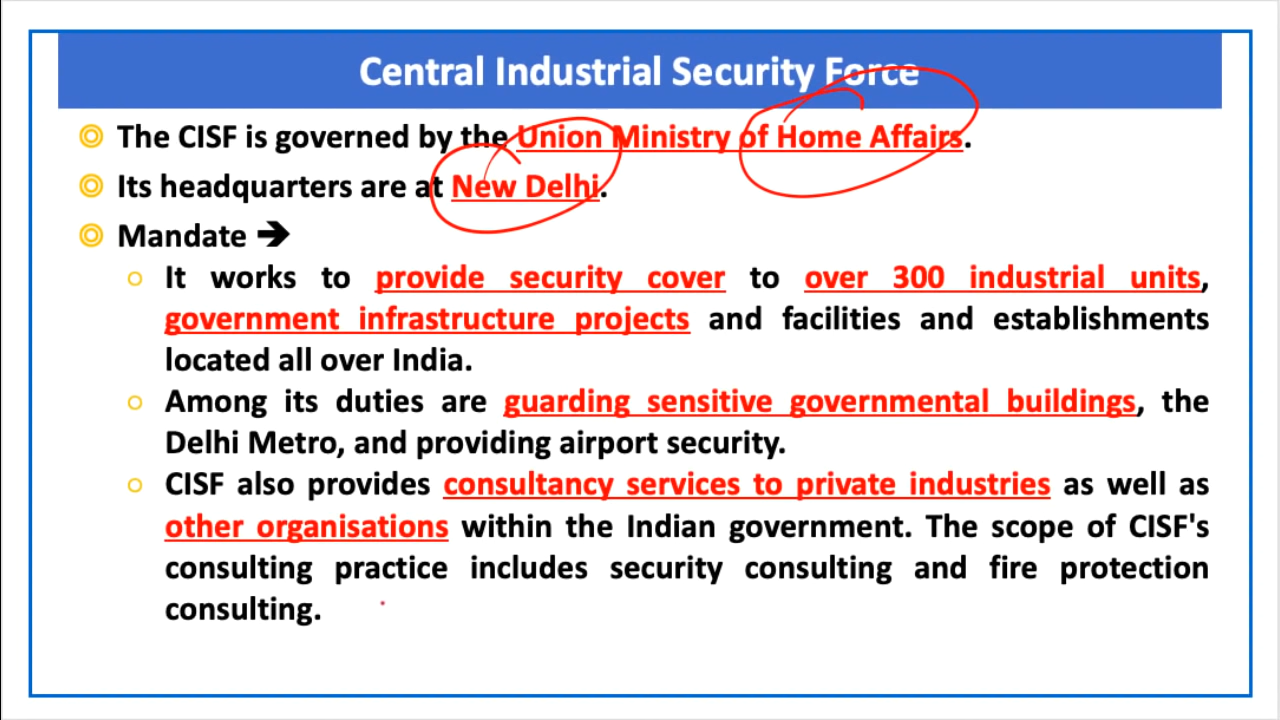 Central Industrial Security Force
The CISF is governed by the Union Ministry of Home Affairs.
Its headquarters are at New Delhi.
Mandate ➔
It works to provide security cover to over 300 industrial units,
government infrastructure projects and facilities and establishments
located all over India.
Among its duties are guarding sensitive governmental buildings, the
Delhi Metro, and providing airport security.
CISF also provides consultancy services to private industries as well as
other organisations within the Indian government. The scope of CISF's
consulting practice includes security consulting and fire protection
consulting.